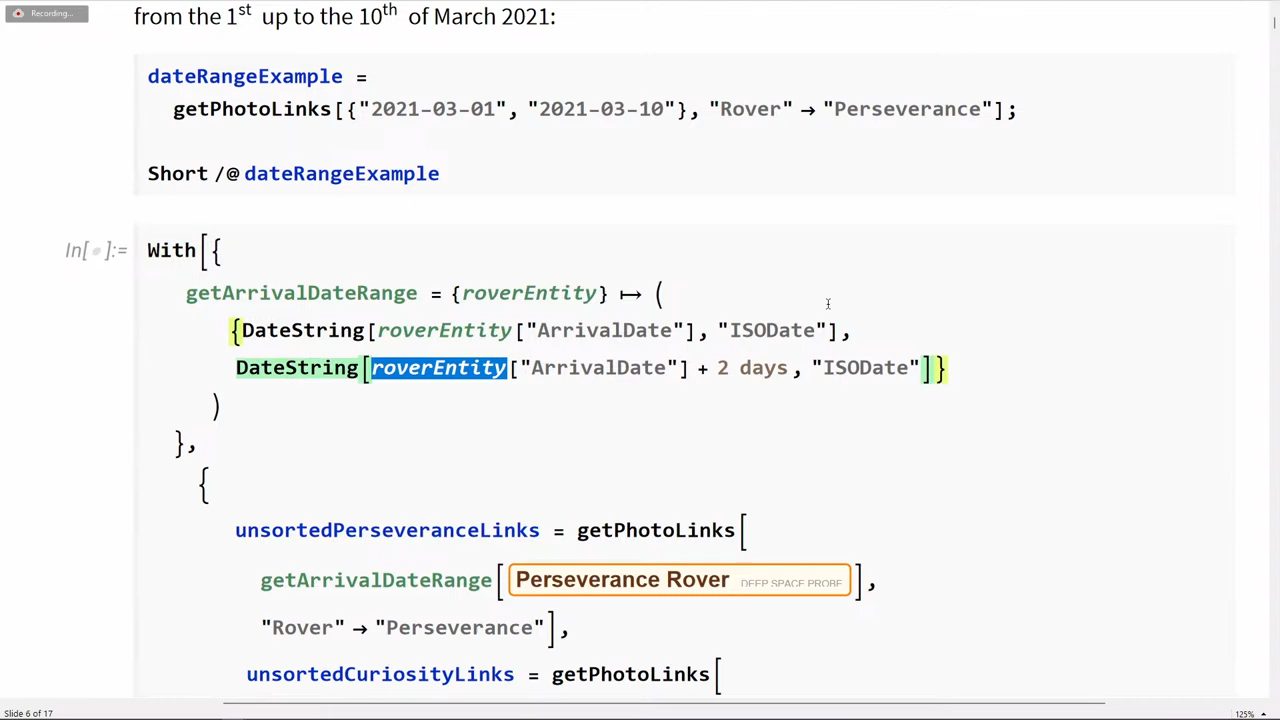 Recording...
from the 1st up to the 10th of March 2021:
dateRangeExample =
getPhotoLinks[{"2021-03-01", "2021-03-10"}, "Rover" → "Perseverance"];
Short /@ dateRangeExample
In[ ]:= With[{
getArrivalDateRange = {roverEntity} ↦ (
{DateString[roverEntity["ArrivalDate"], "ISODate"],
DateString[roverEntity["ArrivalDate"] + 2 days, "ISODate"]}
)
},
{
unsortedPerseveranceLinks = getPhotoLinks[
getArrivalDateRange[Perseverance Rover DEEP SPACE PROBE],
"Rover" → "Perseverance"],
unsortedCuriosityLinks = getPhotoLinks[
Slide 6 of 17
125%